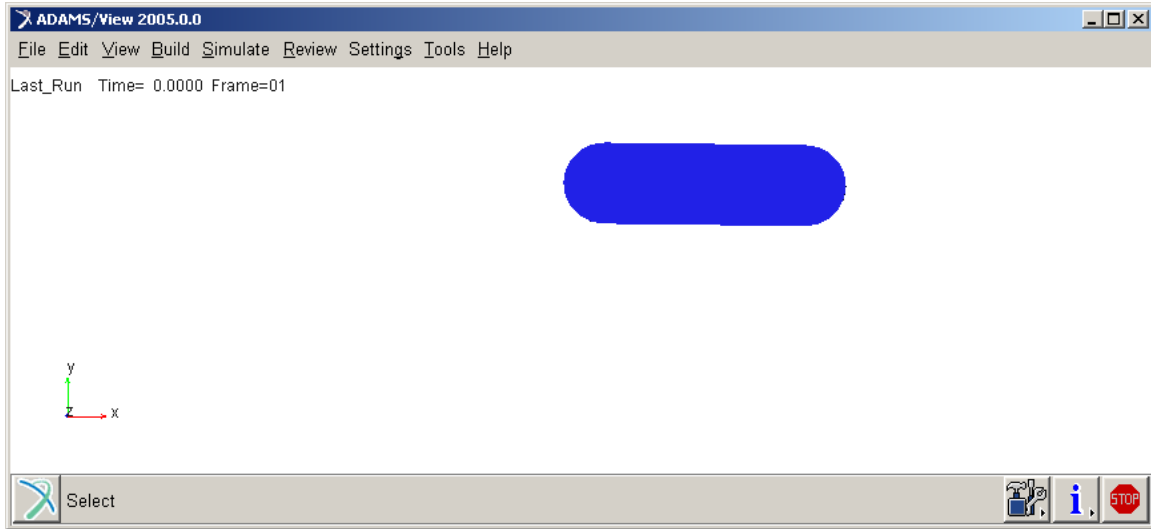 ADAMS/View 2005.0.0
File Edit View Build Simulate Review Settings Tools Help
Last_Run Time= 0.0000 Frame=01
y
z x
Select
i
STOP